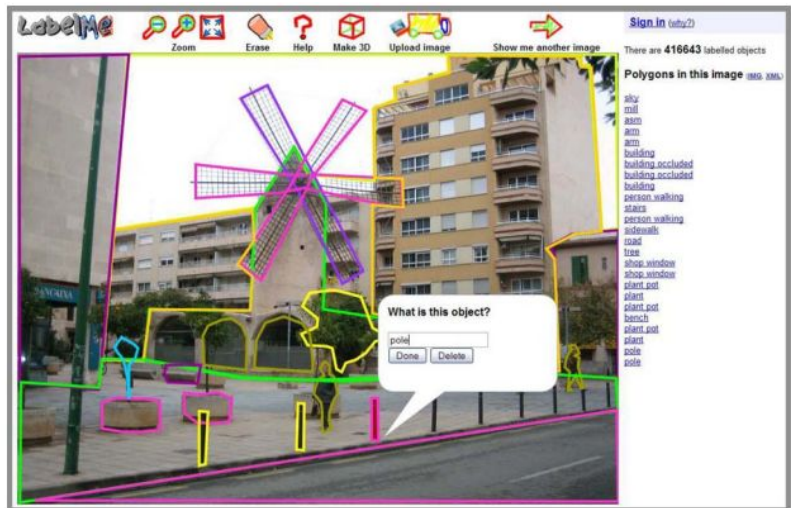 LabelMe
Zoom
Erase
Help
Make 3D
Upload image
Show me another image
Sign in (why?)
There are 416643 labelled objects
Polygons in this image (IMG, XML)
sky
mill
asm
arm
arm
building
building occluded
building occluded
building
person walking
stairs
person walking
sidewalk
road
tree
shop window
shop window
plant pot
plant
plant pot
bench
plant pot
plant
pole
pole
What is this object?
pole
Done Delete
SANCAIXA